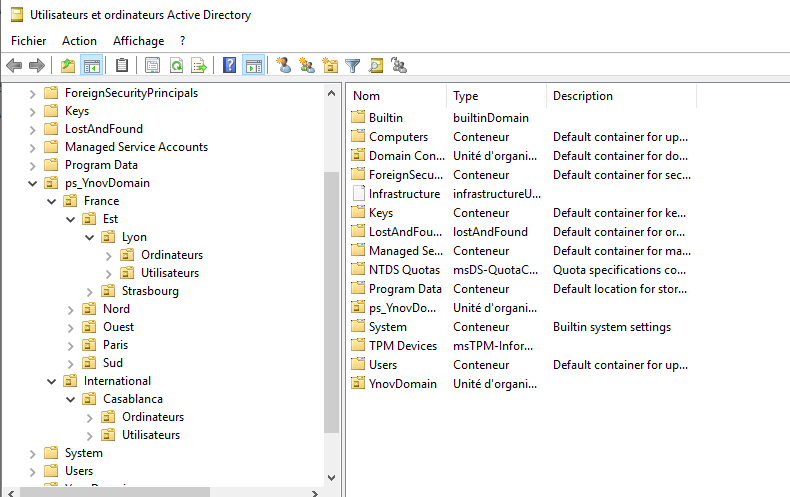 Utilisateurs et ordinateurs Active Directory
Fichier Action Affichage ?
ForeignSecurityPrincipals
Keys
LostAndFound
Managed Service Accounts
Program Data
ps_YnovDomain
France
Est
Lyon
Ordinateurs
Utilisateurs
Strasbourg
Nord
Ouest
Paris
Sud
International
Casablanca
Ordinateurs
Utilisateurs
System
Users
Nom Type Description
Builtin builtinDomain
Computers Conteneur Default container for up...
Domain Con... Unité d'organi... Default container for do...
ForeignSecu... Conteneur Default container for sec...
Infrastructure infrastructureU...
Keys Conteneur Default container for ke...
LostAndFou... lostAndFound Default container for or...
Managed Se... Conteneur Default container for ma...
NTDS Quotas msDS-QuotaC... Quota specifications co...
Program Data Conteneur Default location for stor...
ps_YnovDo... Unité d'organi...
System Conteneur Builtin system settings
TPM Devices msTPM-Infor...
Users Conteneur Default container for up...
YnovDomain Unité d'organi...